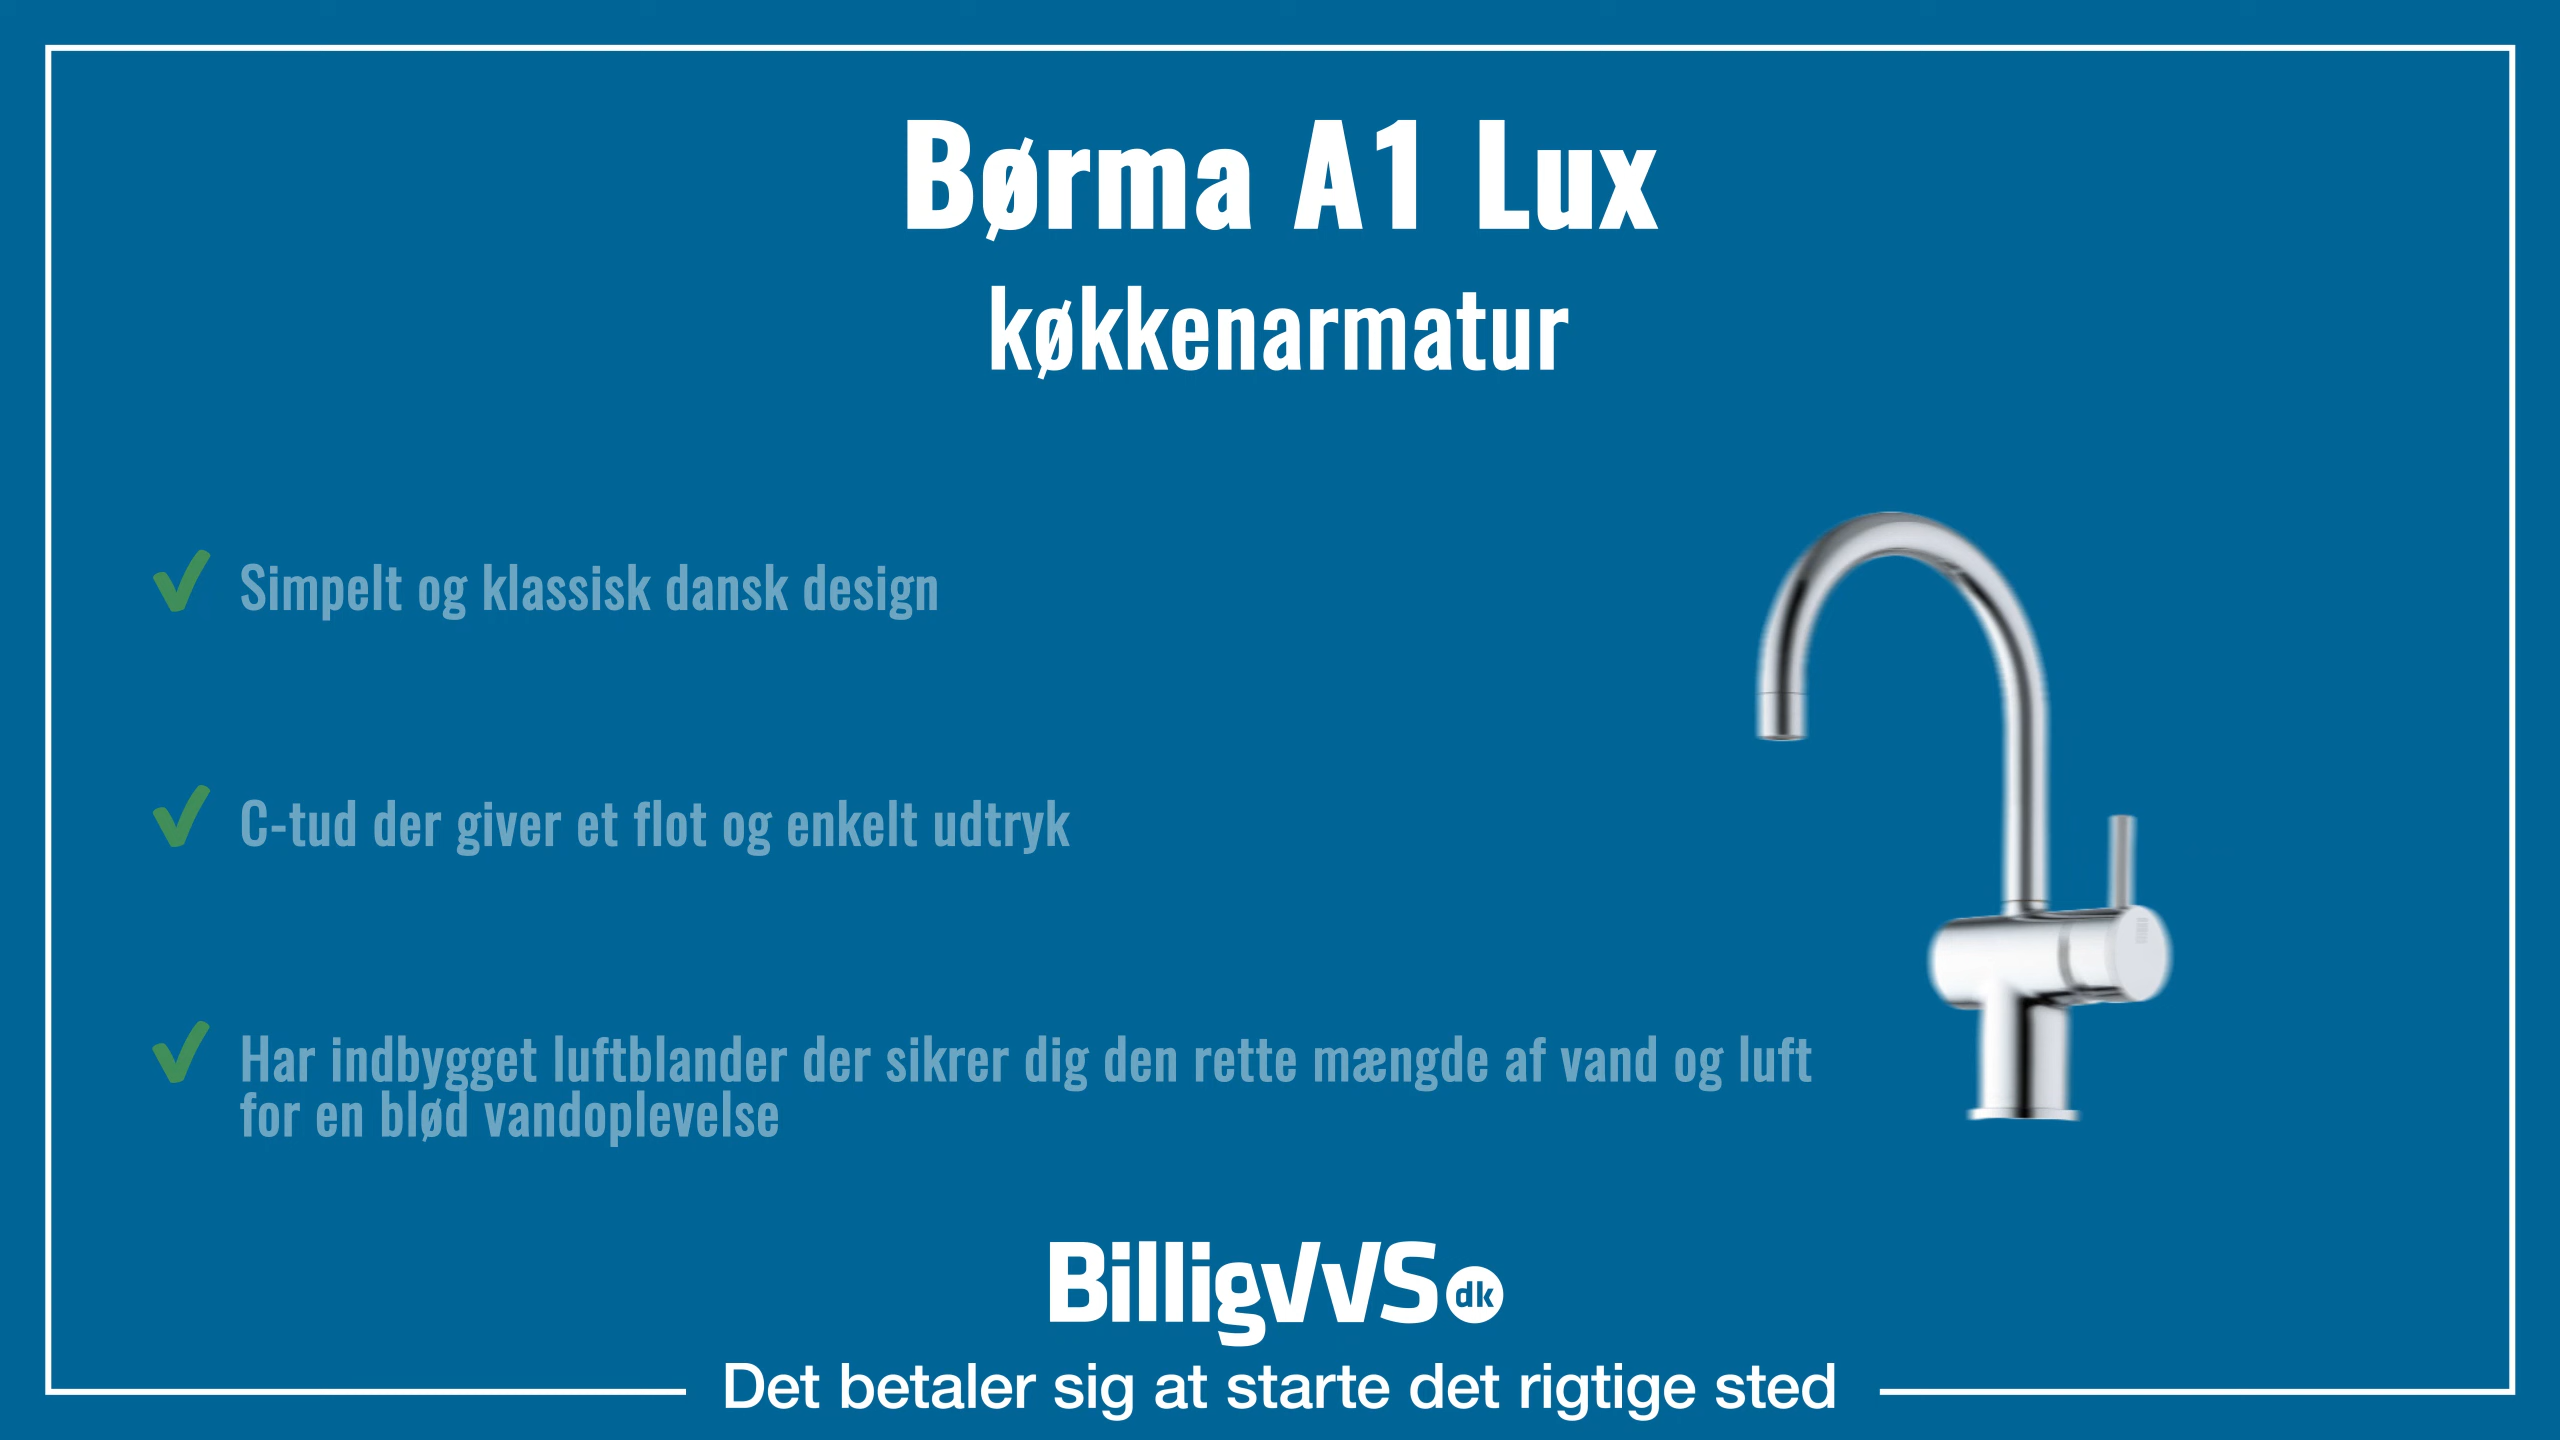 Børma A1 Lux
køkkenarmatur
Simpelt og klassisk dansk design
C-tud der giver et flot og enkelt udtryk
Har indbygget luftblander der sikrer dig den rette mængde af vand og luft
for en blød vandoplevelse
BilligVVS dk
Det betaler sig at starte det rigtige sted